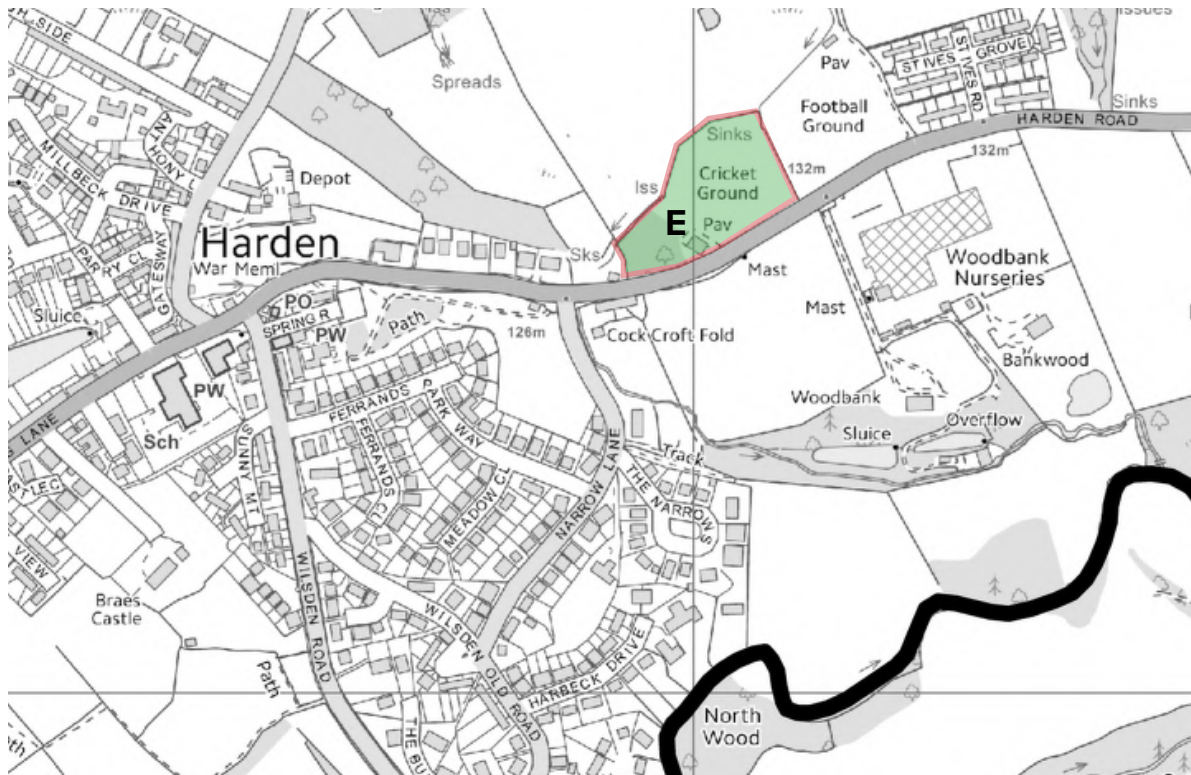 Iss
Issues
Spreads
Pav
ST IVES GROVE
ST IVES RD
Sinks
HARDEN ROAD
Football
Ground
132m
Sinks
Cricket
Ground
132m
Iss
E
Pav
MILLBECK DRIVE
Depot
PARRY CL
GATESWAY
Harden
War Meml
Sks
Mast
Woodbank
Nurseries
Mast
Sluice
PO
SPRING R
PW
Path
126m
Cock Croft Fold
Bankwood
PW
Sch
LANE
FERRANDS
PARK WAY
FERRANDS CL
MEADOW CL
SUNNY MT
Woodbank
Sluice
Overflow
NARROW LANE
Track
THE NARROWS
VIEW
WILSDEN ROAD
Braes
Castle
WILSDEN OLD ROAD
HARBECK DRIVE
Path
North
Wood